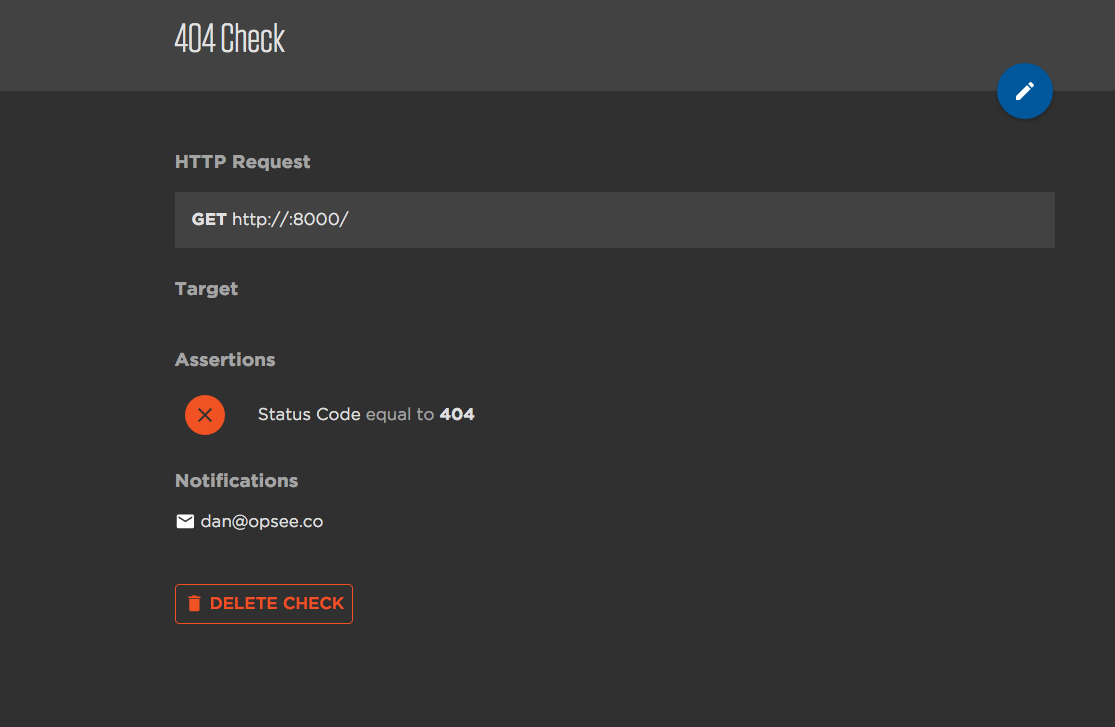 404 Check
HTTP Request
GET http://:8000/
Target
Assertions
Status Code equal to 404
Notifications
dan@opsee.co
DELETE CHECK